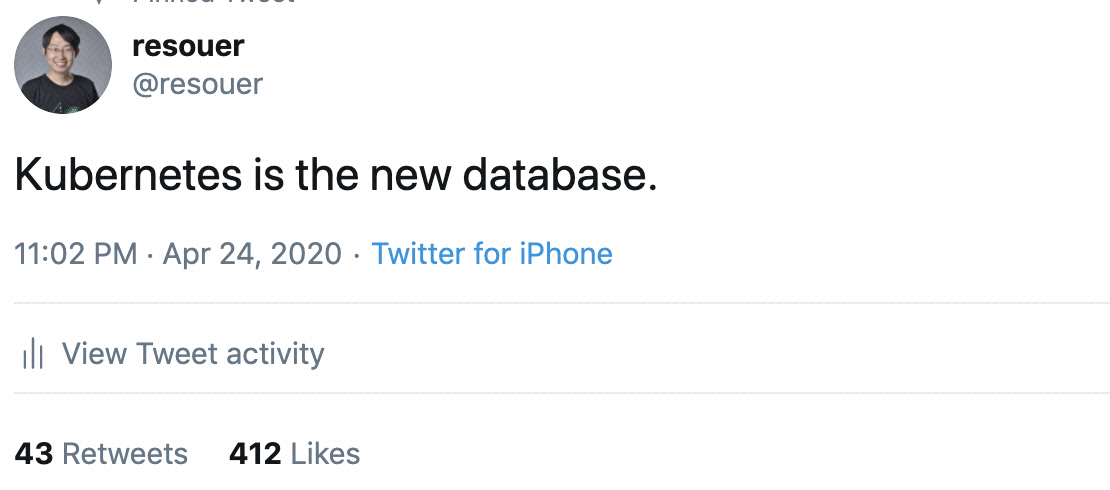 resouer
@resouer
Kubernetes is the new database.
11:02 PM · Apr 24, 2020 · Twitter for iPhone
View Tweet activity
43 Retweets 412 Likes